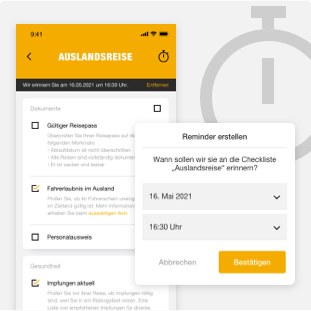 9:41
AUSLANDSREISE
Wir erinnern Sie am 16.05.2021 um 16:30 Uhr.
Entfernen
Dokumente
Gültiger Reisepass
Überprüfen Sie Ihren Reisepass auf die
folgenden Merkmale:
- Ablaufdatum ist nicht überschritten
- Alle Seiten sind vollständig
- Er ist sauber und lesbar
Fahrerlaubnis im Ausland
Prüfen Sie, ob Ihr Führerschein
im Zielland gültig ist. Mehr
erhalten Sie beim auswärtigen Amt.
Personalausweis
Gesundheit
Impfungen aktuell
Prüfen Sie vor Ihrer Reise, ob Impfungen nötig
sind, weil Sie in ein Risikogebiet reisen. Eine
Liste von empfohlenen Impfungen für diverse
Reminder erstellen
Wann sollen wir sie an die Checkliste
„Auslandsreise“ erinnern?
16. Mai 2021
16:30 Uhr
Abbrechen
Bestätigen